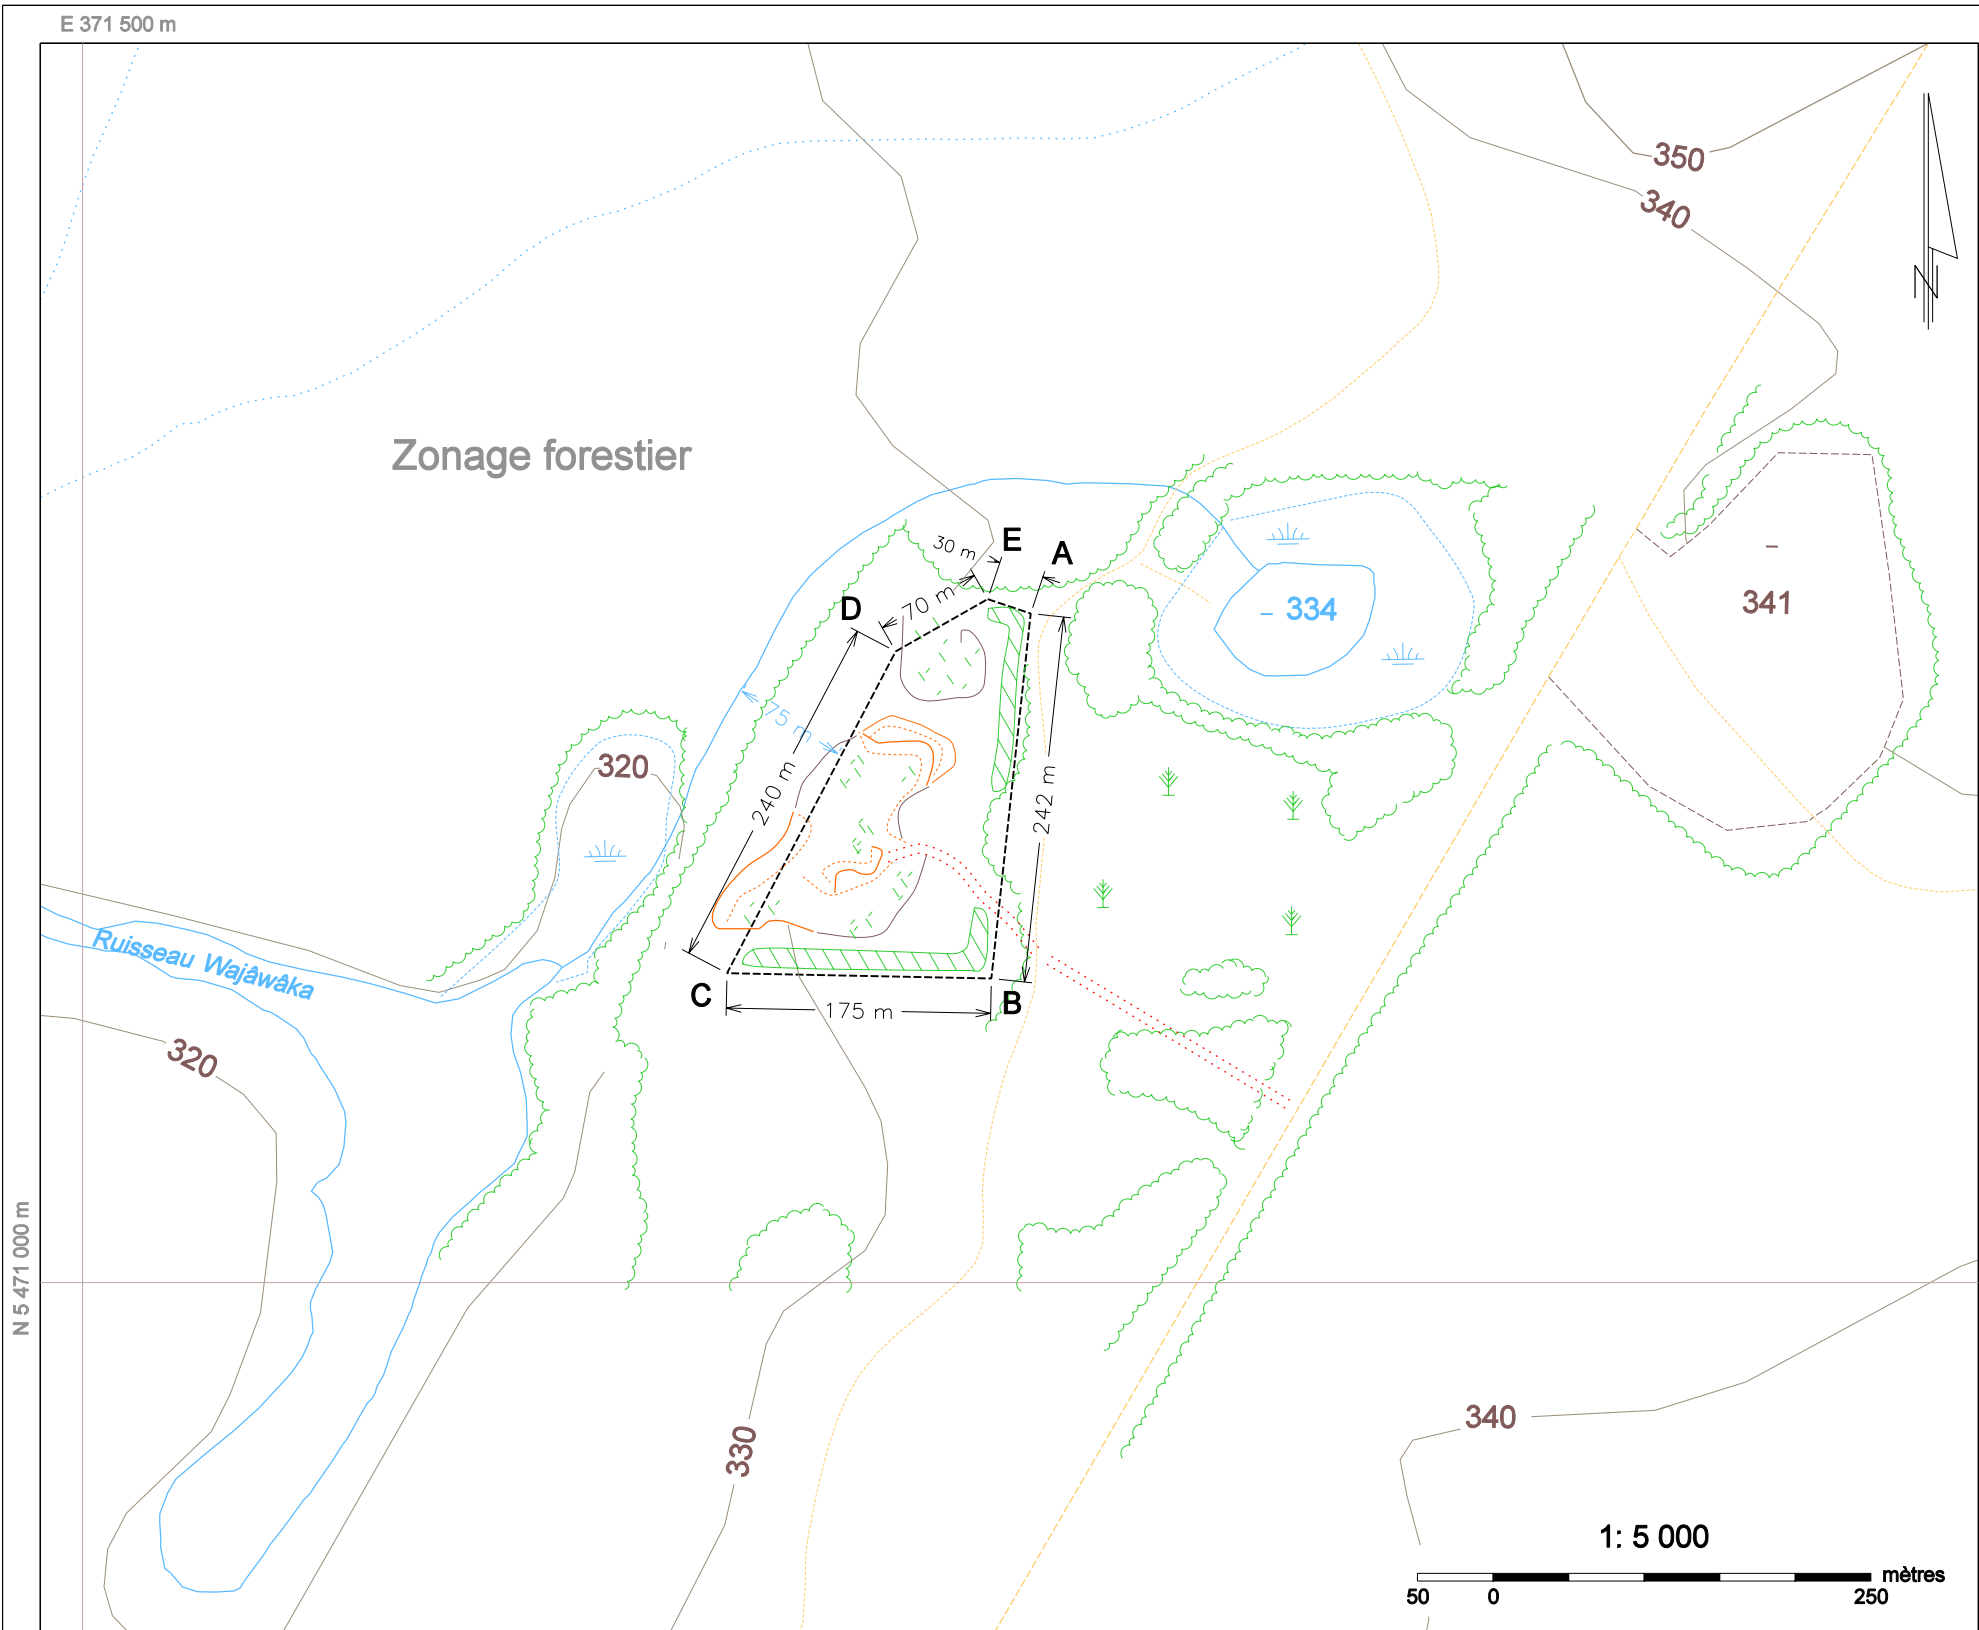 E 371 500 m
350
340
N
Zonage forestier
30 m
E
A
D
70 m
334
341
75 m
320
240 m
242 m
Ruisseau Wajâwâka
C
B
175 m
320
N 5 471 000 m
340
330
1: 5 000
mètres
50
0
250